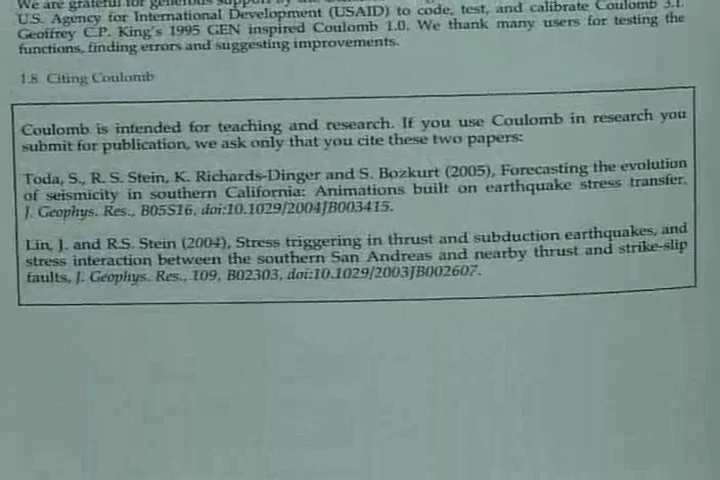 We are grateful for generous support by the
U.S. Agency for International Development (USAID) to code, test, and calibrate Coulomb 3.1.
Geoffrey C.P. King's 1995 GEN inspired Coulomb 1.0. We thank many users for testing the
functions, finding errors and suggesting improvements.
1.8 Citing Coulomb
Coulomb is intended for teaching and research. If you use Coulomb in research you
submit for publication, we ask only that you cite these two papers:
Toda, S., R. S. Stein, K. Richards-Dinger and S. Bozkurt (2005), Forecasting the evolution
of seismicity in southern California: Animations built on earthquake stress transfer,
J. Geophys. Res., B05S16, doi:10.1029/2004JB003415.
Lin, J. and R.S. Stein (2004), Stress triggering in thrust and subduction earthquakes, and
stress interaction between the southern San Andreas and nearby thrust and strike-slip
faults, J. Geophys. Res., 109, B02303, doi:10.1029/2003JB002607.